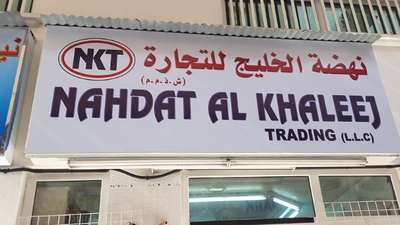 NKT
نهضة الخليج للتجارة
(ش.ذ.م.م)
NAHDAT AL KHALEEJ
TRADING (L.L.C)